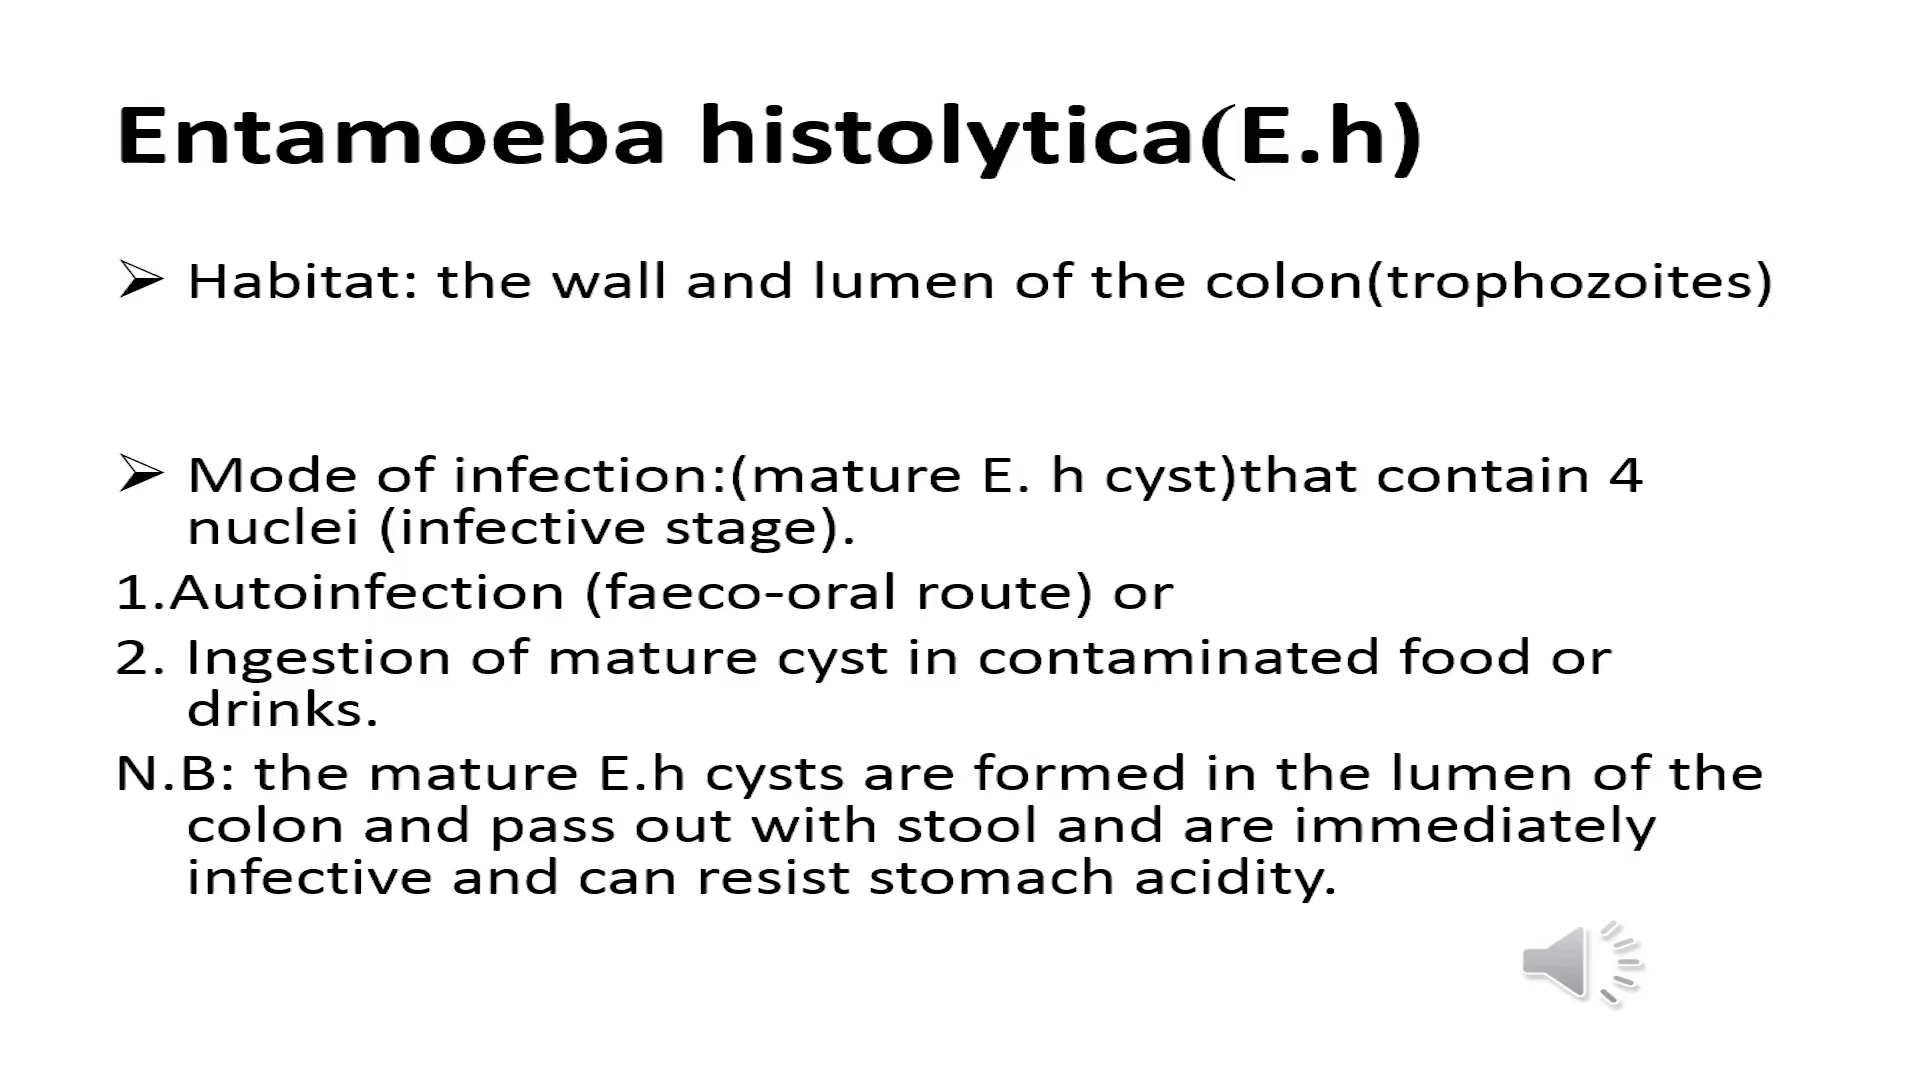 Entamoeba histolytica(E.h)
➢ Habitat: the wall and lumen of the colon(trophozoites)
➢ Mode of infection:(mature E. h cyst)that contain 4
nuclei (infective stage).
1.Autoinfection (faeco-oral route) or
2. Ingestion of mature cyst in contaminated food or
drinks.
N.B: the mature E.h cysts are formed in the lumen of the
colon and pass out with stool and are immediately
infective and can resist stomach acidity.